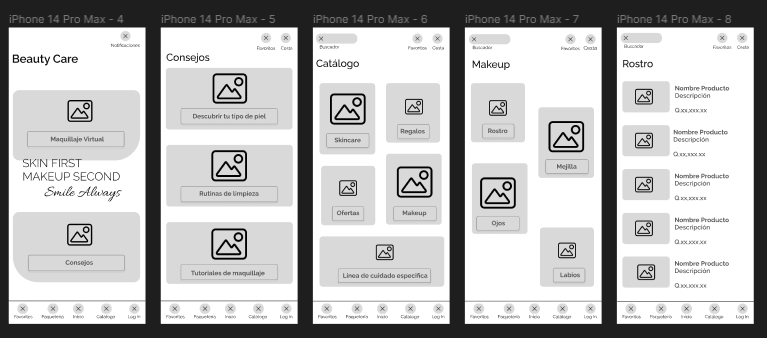 iPhone 14 Pro Max - 4
Notificaciones
Beauty Care
Maquillaje Virtual
SKIN FIRST
MAKEUP SECOND
Smile Always
Consejos
Favoritos Paquetería Inicio Catálogo Log In
iPhone 14 Pro Max - 5
Favoritos Cesta
Consejos
Descubrir tu tipo de piel
Rutinas de limpieza
Tutoriales de maquillaje
Favoritos Paquetería Inicio Catálogo Log In
iPhone 14 Pro Max - 6
Buscador Favoritos Cesta
Catálogo
Skincare
Regalos
Ofertas
Makeup
Línea de cuidado específica
Favoritos Paquetería Inicio Catálogo Log In
iPhone 14 Pro Max - 7
Buscador Favoritos Cesta
Makeup
Rostro
Mejilla
Ojos
Labios
Favoritos Paquetería Inicio Catálogo Log In
iPhone 14 Pro Max - 8
Buscador Favoritos Cesta
Rostro
Nombre Producto
Descripción
Q.xx,xxx.xx
Nombre Producto
Descripción
Q.xx,xxx.xx
Nombre Producto
Descripción
Q.xx,xxx.xx
Nombre Producto
Descripción
Q.xx,xxx.xx
Nombre Producto
Descripción
Q.xx,xxx.xx
Favoritos Paquetería Inicio Catálogo Log In